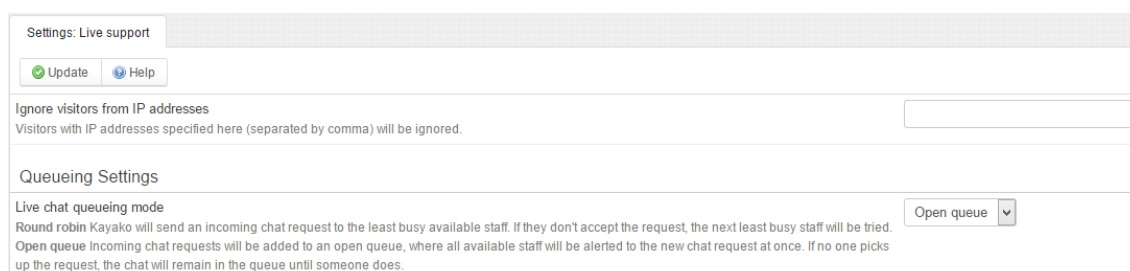 Settings: Live support
Update Help
Ignore visitors from IP addresses
Visitors with IP addresses specified here (separated by comma) will be ignored.
Queueing Settings
Live chat queueing mode
Open queue
Round robin Kayako will send an incoming chat request to the least busy available staff. If they don't accept the request, the next least busy staff will be tried.
Open queue Incoming chat requests will be added to an open queue, where all available staff will be alerted to the new chat request at once. If no one picks
up the request, the chat will remain in the queue until someone does.